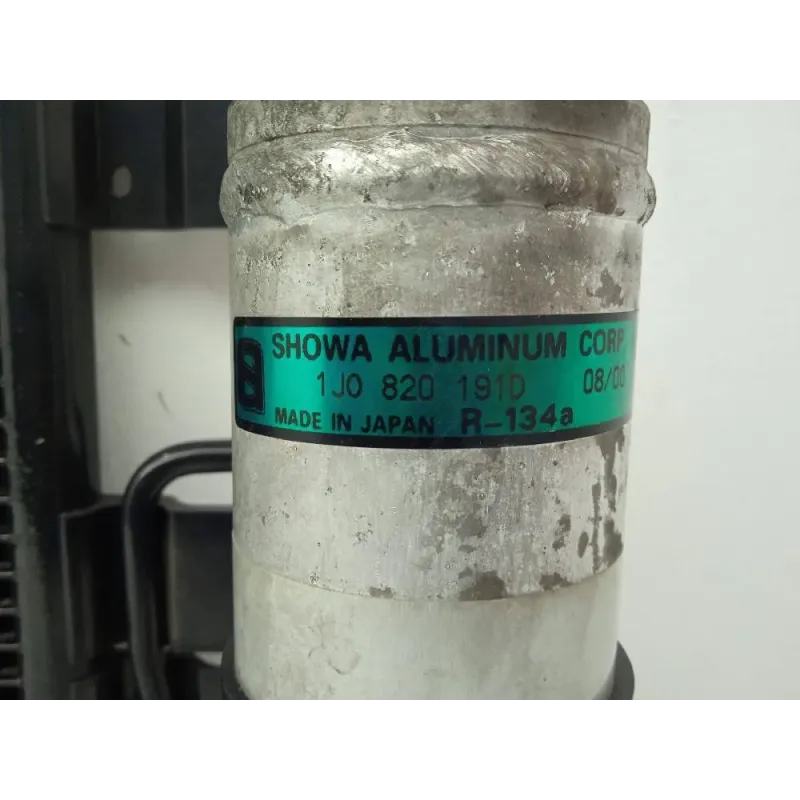 SHOWA ALUMINUM CORP
1J0 820 191D 08/00
MADE IN JAPAN R-134a